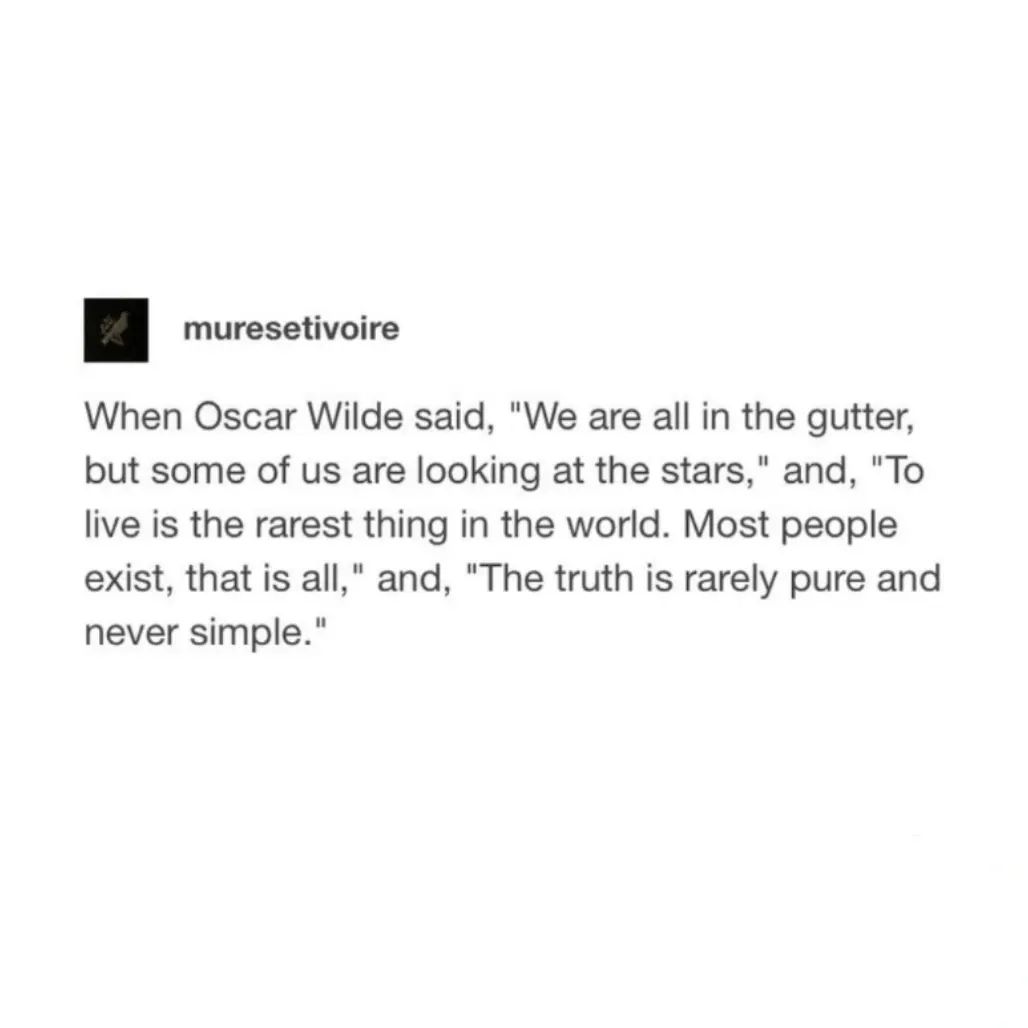 muresetivoire
When Oscar Wilde said, "We are all in the gutter,
but some of us are looking at the stars," and, "To
live is the rarest thing in the world. Most people
exist, that is all," and, "The truth is rarely pure and
never simple."